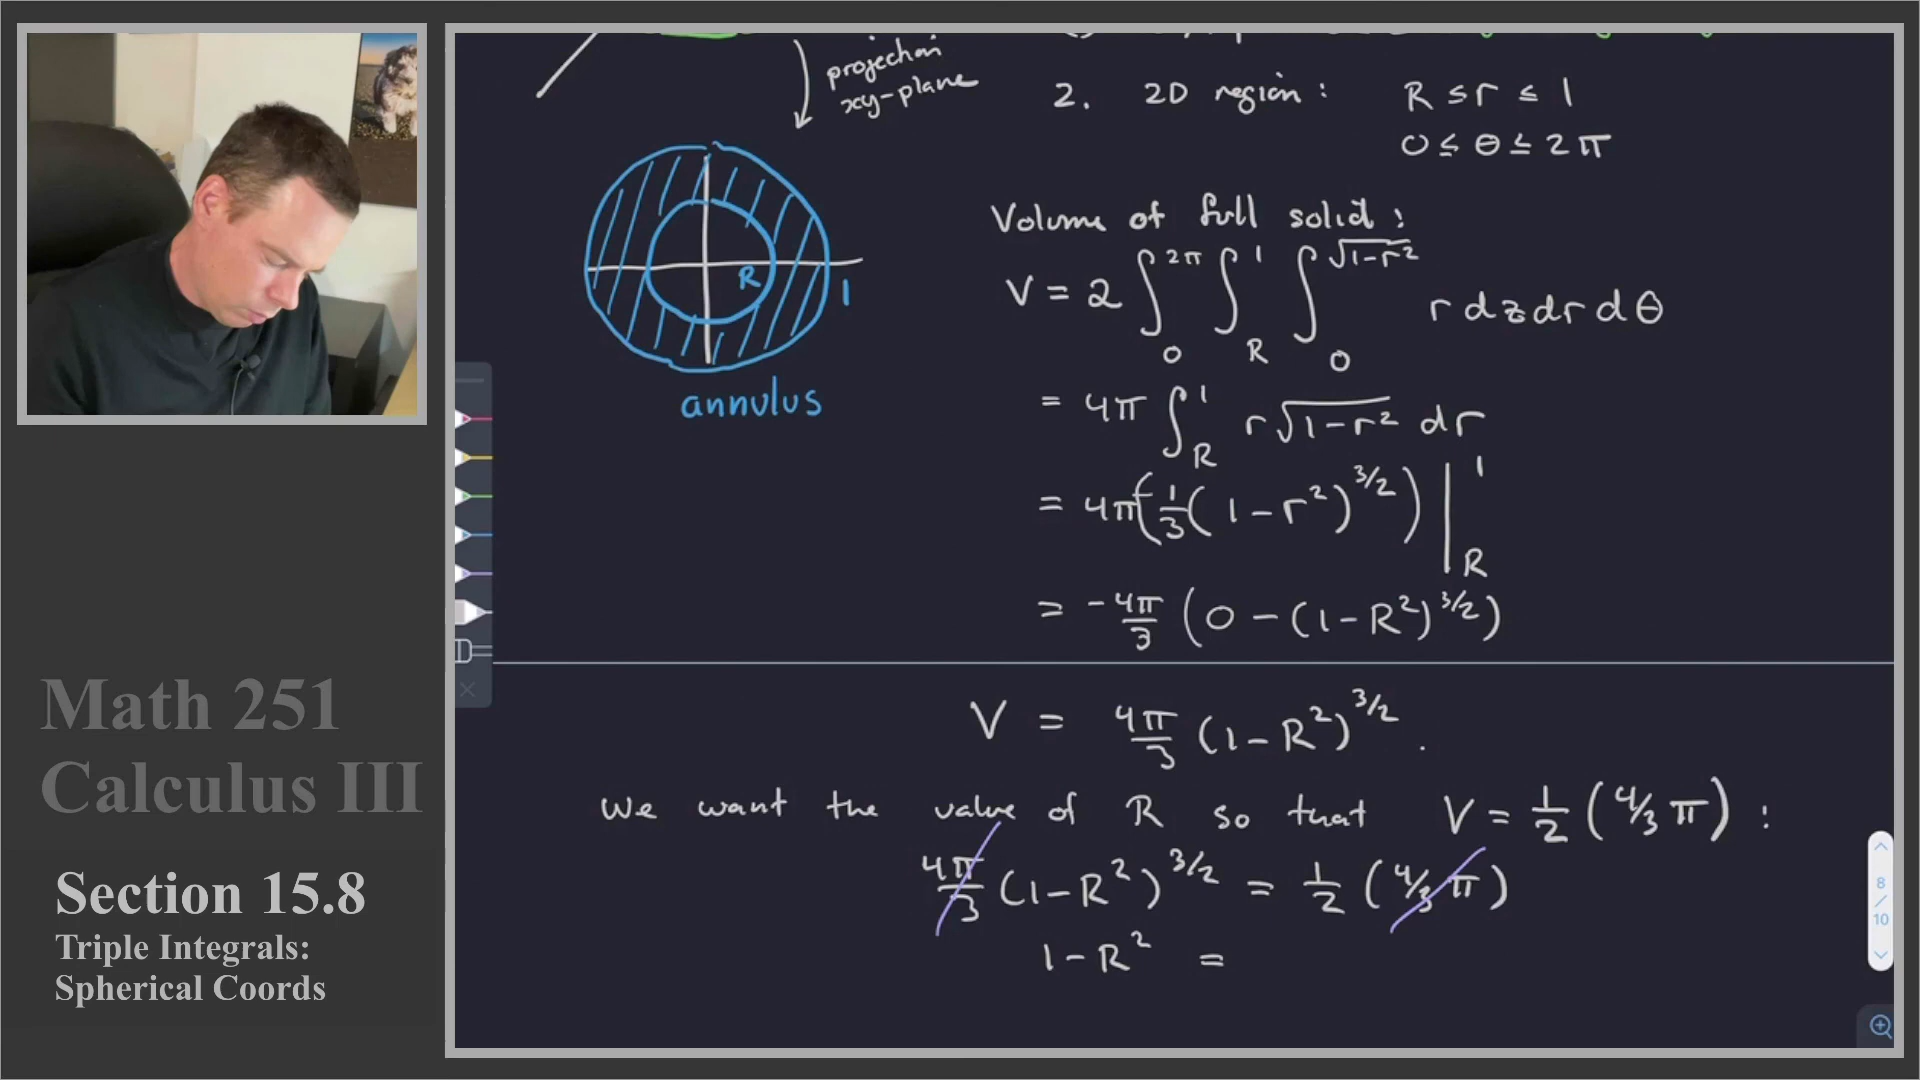 projection
xy-plane
2. 2D region: R ≤ r ≤ 1
0 ≤ θ ≤ 2π
R
1
annulus
Volume of full solid:
V = 2 ∫_0^{2π} ∫_R^1 ∫_0^{√(1-r²)} r dz dr dθ
= 4π ∫_R^1 r√(1-r²) dr
= 4π(-1/3(1-r²)^{3/2}) |_R^1
= -4π/3 (0 - (1-R²)^{3/2})
V = 4π/3 (1-R²)^{3/2}.
We want the value of R so that V = 1/2 (4/3 π):
4π/3 (1-R²)^{3/2} = 1/2 (4/3 π)
1-R² =
Math 251
Calculus III
Section 15.8
Triple Integrals:
Spherical Coords
8
/
10